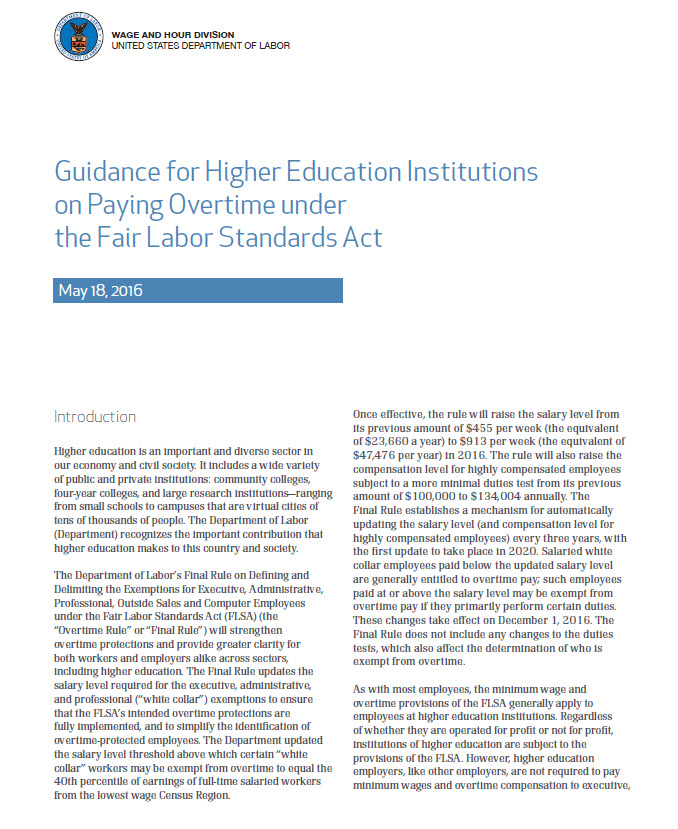 WAGE AND HOUR DIVISION
UNITED STATES DEPARTMENT OF LABOR
Guidance for Higher Education Institutions
on Paying Overtime under
the Fair Labor Standards Act
May 18, 2016
Introduction
Higher education is an important and diverse sector in
our economy and civil society. It includes a wide variety
of public and private institutions: community colleges,
four-year colleges, and large research institutions—ranging
from small schools to campuses that are virtual cities of
tens of thousands of people. The Department of Labor
(Department) recognizes the important contribution that
higher education makes to this country and society.
The Department of Labor's Final Rule on Defining and
Delimiting the Exemptions for Executive, Administrative,
Professional, Outside Sales and Computer Employees
under the Fair Labor Standards Act (FLSA) (the
“Overtime Rule” or “Final Rule”) will strengthen
overtime protections and provide greater clarity for
both workers and employers alike across sectors,
including higher education. The Final Rule updates the
salary level required for the executive, administrative,
and professional (“white collar”) exemptions to ensure
that the FLSA's intended overtime protections are
fully implemented, and to simplify the identification of
overtime-protected employees. The Department updated
the salary level threshold above which certain “white
collar” workers may be exempt from overtime to equal the
40th percentile of earnings of full-time salaried workers
from the lowest wage Census Region.
Once effective, the rule will raise the salary level from
its previous amount of $455 per week (the equivalent
of $23,660 a year) to $913 per week (the equivalent of
$47,476 per year) in 2016. The rule will also raise the
compensation level for highly compensated employees
subject to a more minimal duties test from its previous
amount of $100,000 to $134,004 annually. The
Final Rule establishes a mechanism for automatically
updating the salary level (and compensation level for
highly compensated employees) every three years, with
the first update to take place in 2020. Salaried white
collar employees paid below the updated salary level
are generally entitled to overtime pay; such employees
paid at or above the salary level may be exempt from
overtime pay if they primarily perform certain duties.
These changes take effect on December 1, 2016. The
Final Rule does not include any changes to the duties
tests, which also affect the determination of who is
exempt from overtime.
As with most employees, the minimum wage and
overtime provisions of the FLSA generally apply to
employees at higher education institutions. Regardless
of whether they are operated for profit or not for profit,
institutions of higher education are subject to the
provisions of the FLSA. However, higher education
employers, like other employers, are not required to pay
minimum wages and overtime compensation to executive,